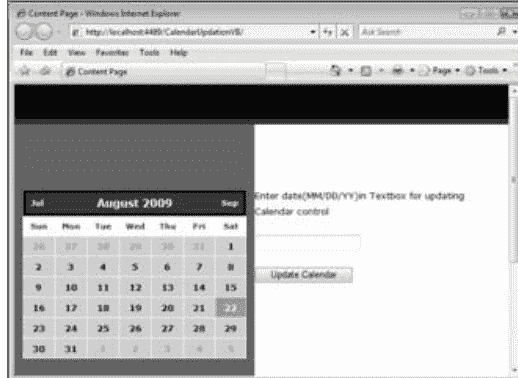 Content Page - Windows Internet Explorer
http://localhost:4489/CalendarUpdationVB/
Ask Search
File Edit View Favorites Tools Help
Content Page
Page Tools
Jul August 2009 Sep
Sun Mon Tue Wed Thu Fri Sat
26 27 28 29 30 31 1
2 3 4 5 6 7 8
9 10 11 12 13 14 15
16 17 18 19 20 21 22
23 24 25 26 27 28 29
30 31 1 2 3 4 5
Enter date(MM/DD/YY)in Textbox for updating
Calendar control
Update Calendar